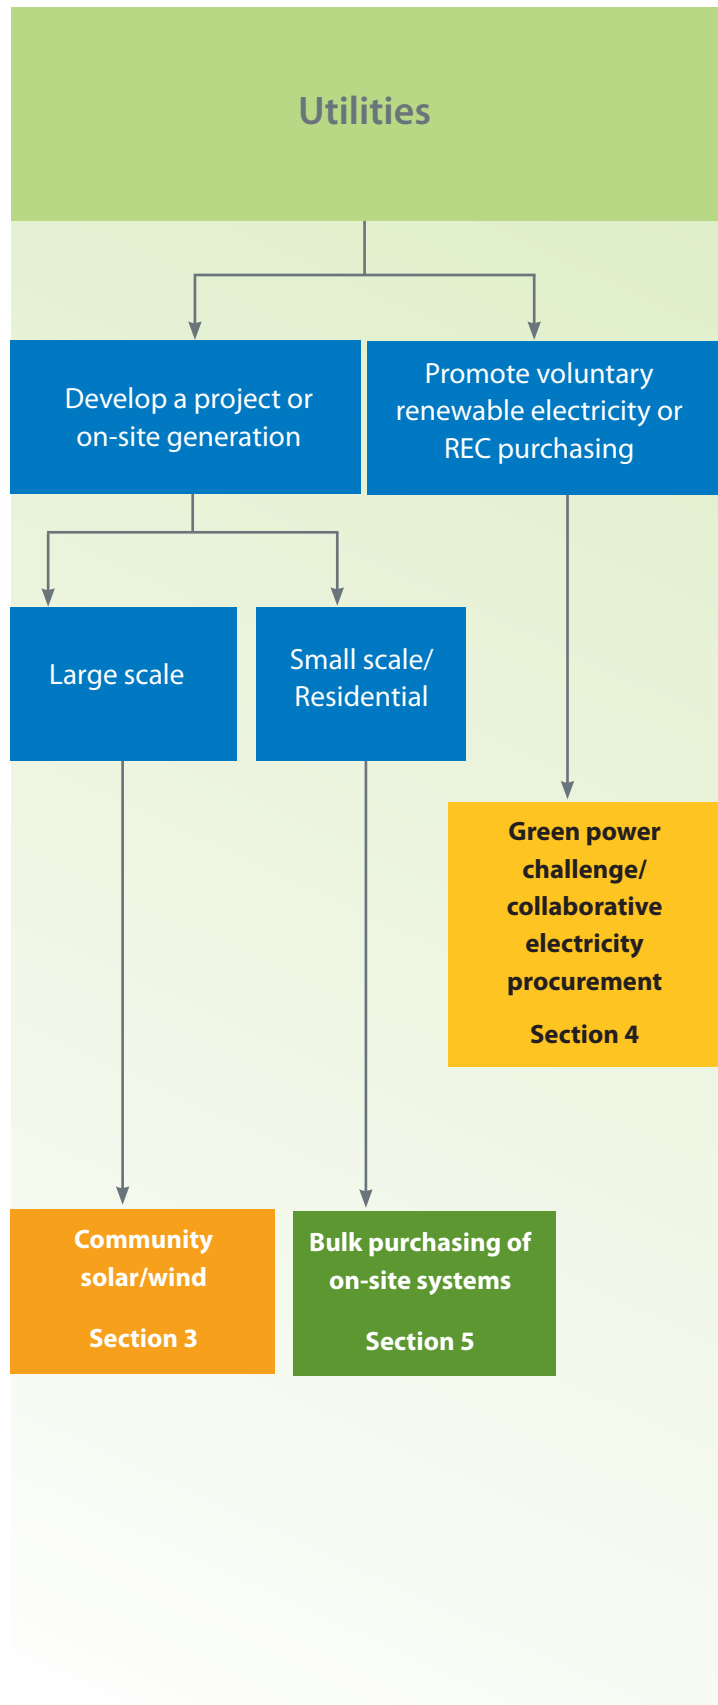 Utilities
Develop a project or
on-site generation
Promote voluntary
renewable electricity or
REC purchasing
Large scale
Small scale/
Residential
Green power
challenge/
collaborative
electricity
procurement
Section 4
Community
solar/wind
Section 3
Bulk purchasing of
on-site systems
Section 5